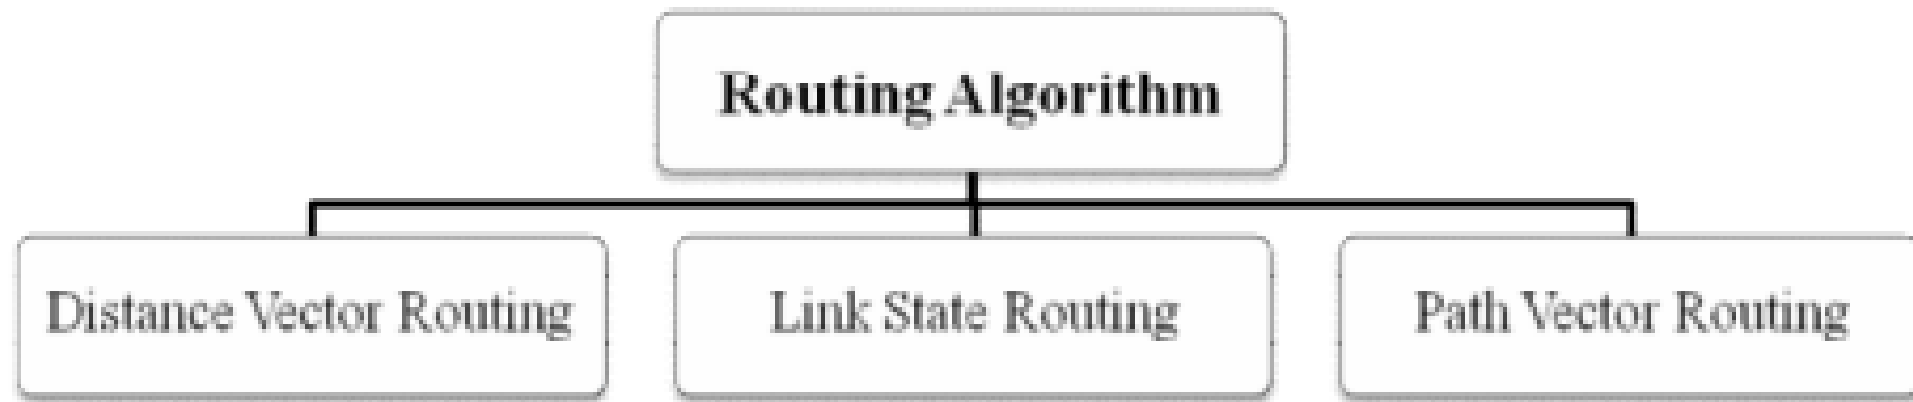 Routing Algorithm
Distance Vector Routing
Link State Routing
Path Vector Routing